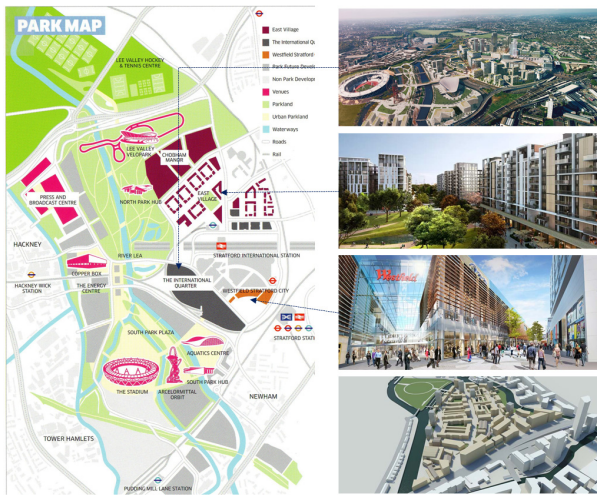 PARK MAP
East Village
The International Qu
Westfield Stratford
Park Future Develo
Non Park Develop
Venues
Parkland
Urban Parkland
Waterways
Roads
Rail
LEE VALLEY HOCKEY
& TENNIS CENTRE
LEE VALLEY
VELOPARK
CHOBHAM
MANOR
PRESS AND
BROADCAST CENTRE
NORTH PARK HUB
EAST
VILLAGE
HACKNEY
RIVER LEA
STRATFORD INTERNATIONAL STATION
COPPER BOX
HACKNEY WICK
STATION
THE ENERGY
CENTRE
THE INTERNATIONAL
QUARTER
WESTFIELD STRATFORD CITY
SOUTH PARK PLAZA
STRATFORD STATI
AQUATICS CENTRE
SOUTH PARK HUB
THE STADIUM
ARCELORMITTAL
ORBIT
NEWHAM
TOWER HAMLETS
PUDDING MILL LANE STATION
Westfield